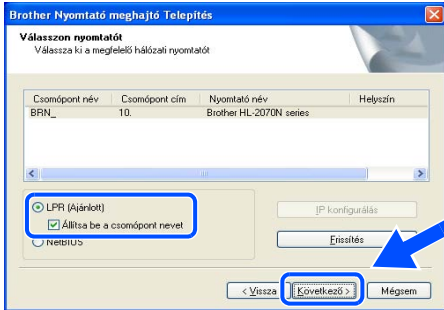 Brother Nyomtató meghajtó Telepítés
Válasszon nyomtatót
Válassza ki a megfelelő hálózati nyomtatót
Csomópont név Csomópont cím Nyomtató név Helyszín
BRN_ 10. Brother HL-2070N series
LPR (Ajánlott)
Állítsa be a csomópont nevet
NetBIUS
IP konfigurálás
Frissítés
< Vissza Következő > Mégsem